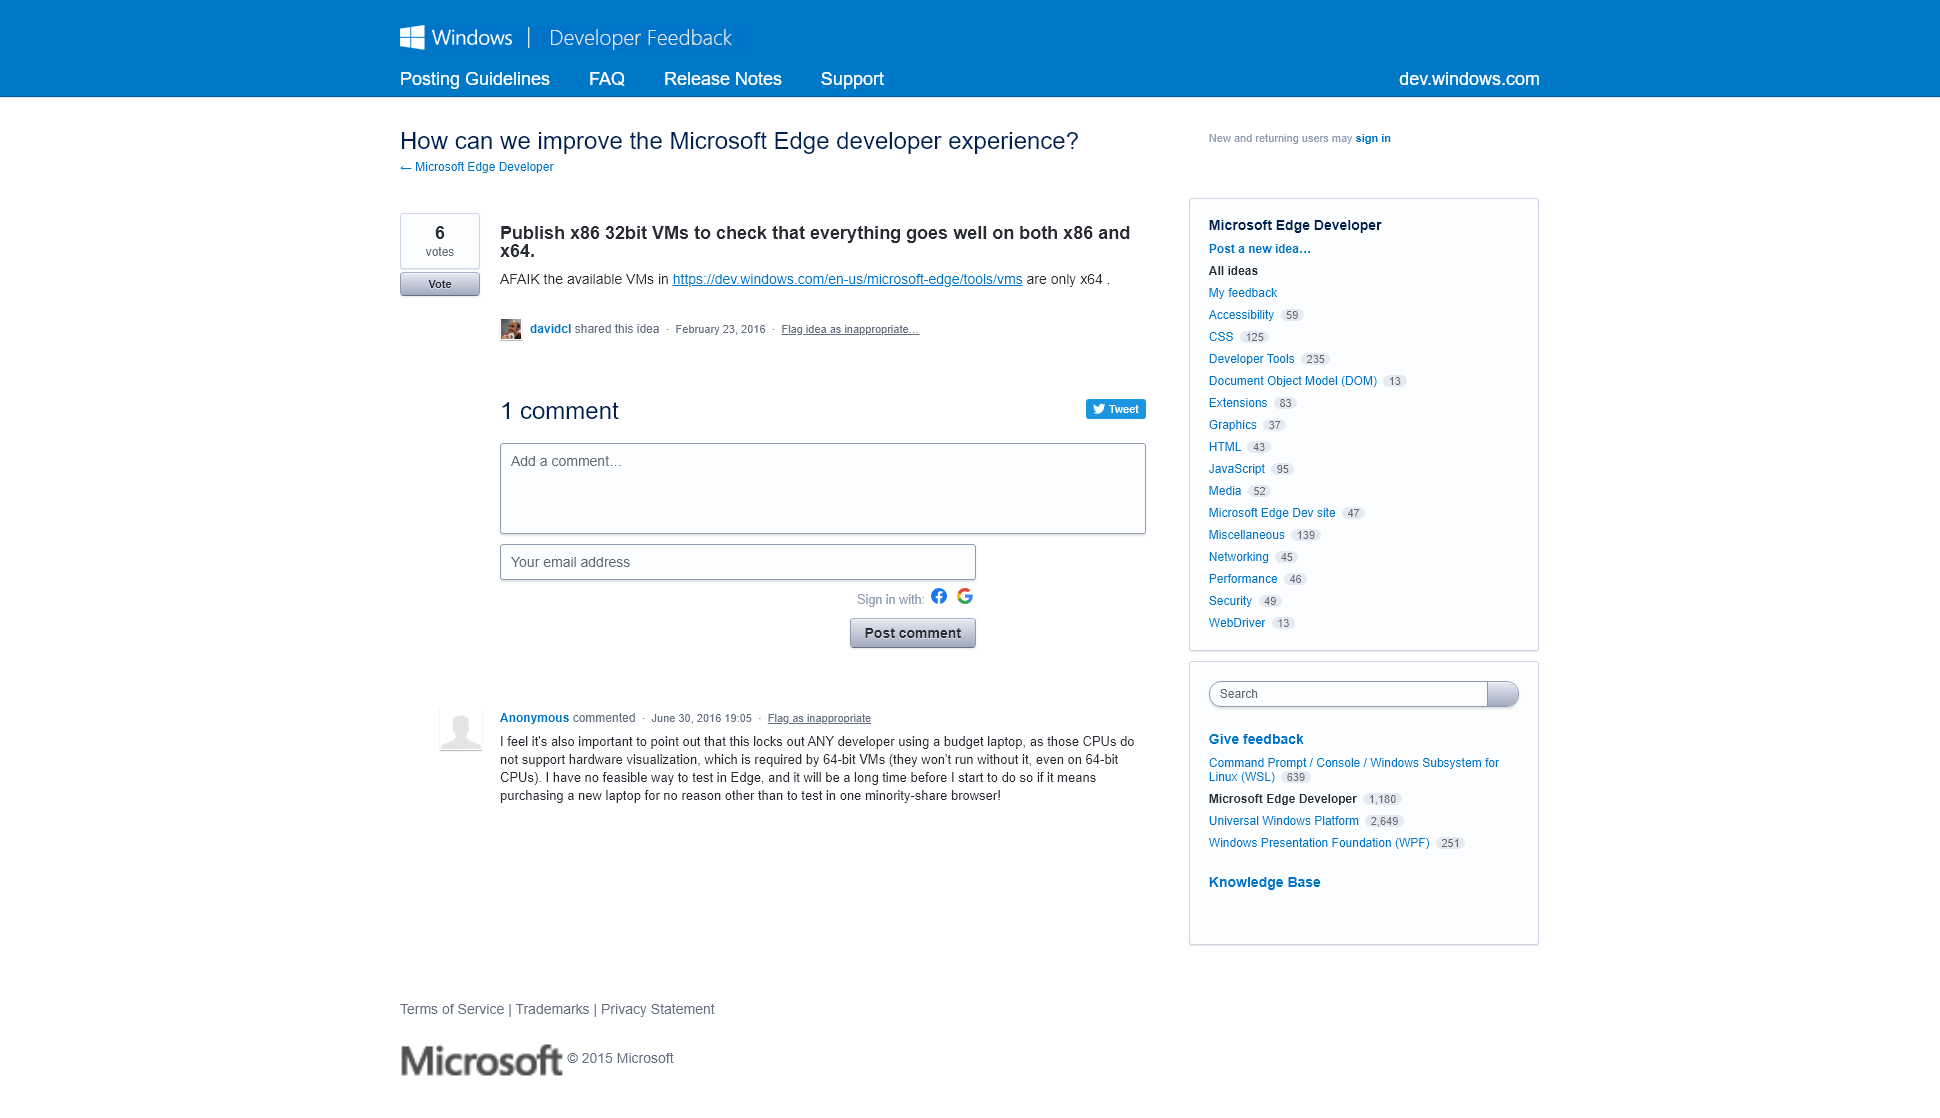 Windows | Developer Feedback
Posting Guidelines FAQ Release Notes Support dev.windows.com
How can we improve the Microsoft Edge developer experience?
← Microsoft Edge Developer
New and returning users may sign in
6
votes
Vote
Publish x86 32bit VMs to check that everything goes well on both x86 and
x64.
AFAIK the available VMs in https://dev.windows.com/en-us/microsoft-edge/tools/vms are only x64 .
davidcl shared this idea · February 23, 2016 · Flag idea as inappropriate…
1 comment
Tweet
Add a comment…
Your email address
Sign in with:
Post comment
Anonymous commented · June 30, 2016 19:05 · Flag as inappropriate
I feel it's also important to point out that this locks out ANY developer using a budget laptop, as those CPUs do
not support hardware visualization, which is required by 64-bit VMs (they won't run without it, even on 64-bit
CPUs). I have no feasible way to test in Edge, and it will be a long time before I start to do so if it means
purchasing a new laptop for no reason other than to test in one minority-share browser!
Microsoft Edge Developer
Post a new idea…
All ideas
My feedback
Accessibility 59
CSS 125
Developer Tools 235
Document Object Model (DOM) 13
Extensions 83
Graphics 37
HTML 43
JavaScript 95
Media 52
Microsoft Edge Dev site 47
Miscellaneous 139
Networking 45
Performance 46
Security 49
WebDriver 13
Search
Give feedback
Command Prompt / Console / Windows Subsystem for
Linux (WSL) 639
Microsoft Edge Developer 1,180
Universal Windows Platform 2,649
Windows Presentation Foundation (WPF) 251
Knowledge Base
Terms of Service | Trademarks | Privacy Statement
Microsoft © 2015 Microsoft